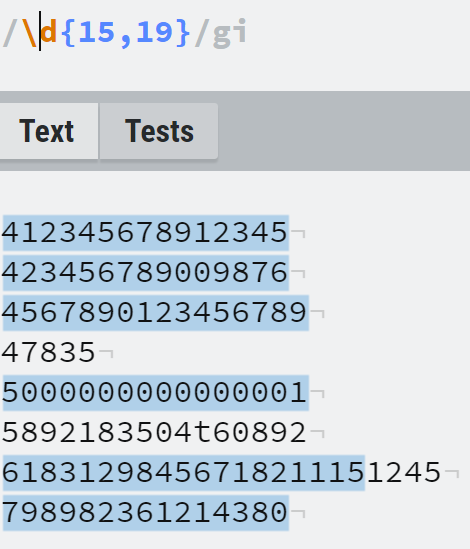 /\d{15,19}/gi
Text Tests
412345678912345¬
423456789009876¬
4567890123456789¬
47835¬
5000000000000001¬
5892183504t60892¬
61831298456718211151245¬
798982361214380¬